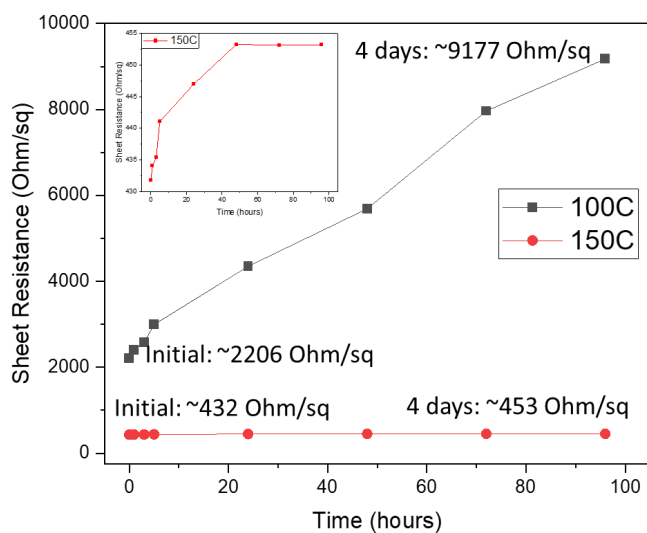 10000
8000
6000
4000
2000
0
Sheet Resistance (Ohm/sq)
0
20
40
60
80
100
Time (hours)
4 days: ~9177 Ohm/sq
100C
150C
Initial: ~2206 Ohm/sq
Initial: ~432 Ohm/sq
4 days: ~453 Ohm/sq
150C
455
450
445
440
435
430
Sheet Resistance (Ohm/sq)
0
20
40
60
80
100
Time (hours)